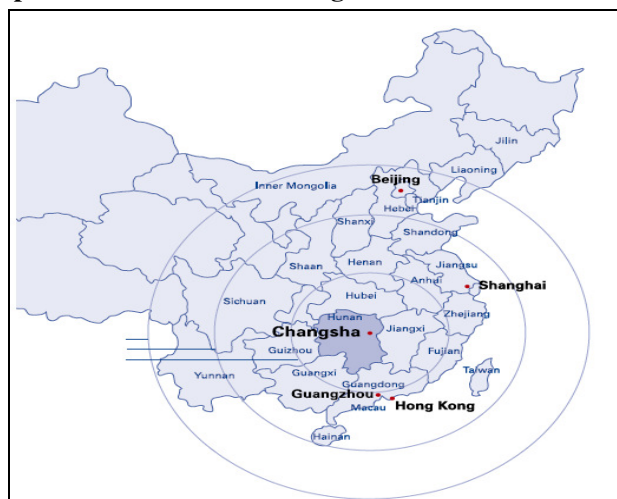 Jilin
Liaoning
Beijing
Inner Mongolia
Tianjin
Hebei
Shanxi
Shandong
Shaan
Henan
Jiangsu
Anhai
Shanghai
Sichuan
Hubei
Zhejiang
Hunan
Changsha
Jiangxi
Guizhou
Fujian
Yunnan
Guangxi
Taiwan
Guangdong
Guangzhou
Macau
Hong Kong
Hainan